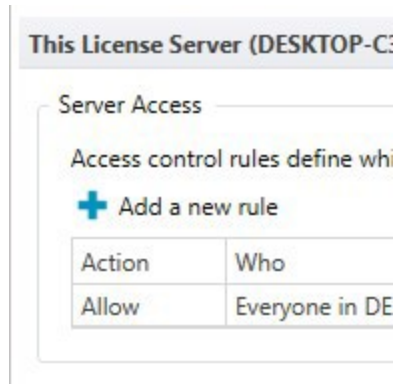 This License Server (DESKTOP-C3
Server Access
Access control rules define whi
Add a new rule
Action Who
Allow Everyone in DE